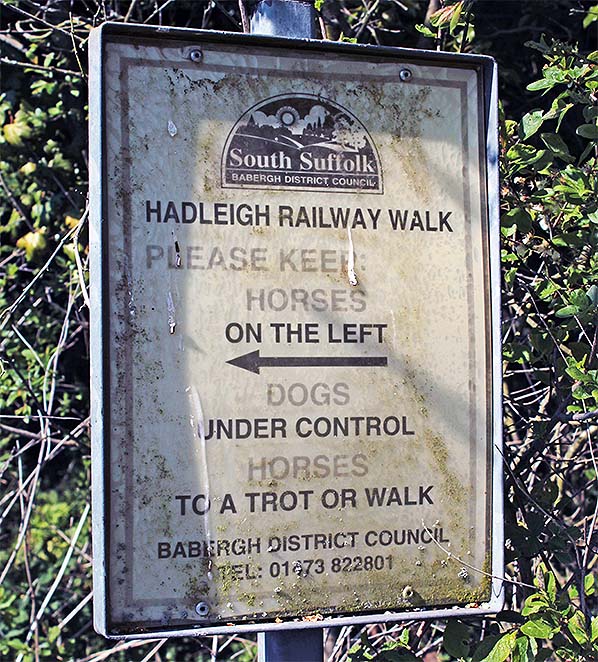 South Suffolk
BABERGH DISTRICT COUNCIL
HADLEIGH RAILWAY WALK
PLEASE KEEP:
HORSES
ON THE LEFT
DOGS
UNDER CONTROL
HORSES
TO A TROT OR WALK
BABERGH DISTRICT COUNCIL
TEL: 01473 822801